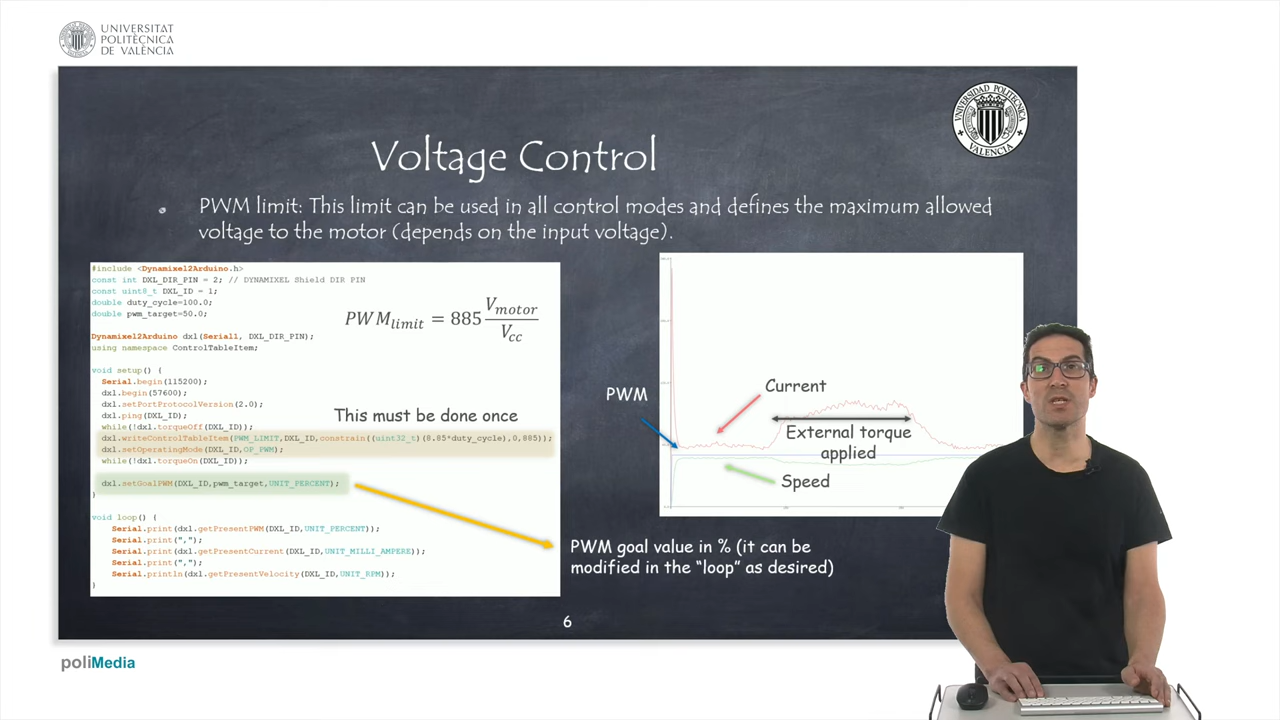 UNIVERSITAT
POLITÈCNICA
DE VALÈNCIA
UNIVERSIDAD POLITECNICA
VALENCIA
Voltage Control
PWM limit: This limit can be used in all control modes and defines the maximum allowed
voltage to the motor (depends on the input voltage).
#include <Dynamixel2Arduino.h>
const int DXL_DIR_PIN = 2; // DYNAMIXEL Shield DIR PIN
const uint8_t DXL_ID = 1;
double duty_cycle=100.0;
double pwm_target=50.0;
PWMlimit = 885 Vmotor/Vcc
Dynamixel2Arduino dxl(Serial1, DXL_DIR_PIN);
using namespace ControlTableItem;
void setup() {
Serial.begin(115200);
dxl.begin(57600);
dxl.setPortProtocolVersion(2.0);
dxl.ping(DXL_ID);
This must be done once
while(!dxl.torqueOff(DXL_ID));
dxl.writeControlTableItem(PWM_LIMIT,DXL_ID,constrain((uint32_t)(8.85*duty_cycle),0,885));
dxl.setOperatingMode(DXL_ID,OP_PWM);
while(!dxl.torqueOn(DXL_ID));
dxl.setGoalPWM(DXL_ID,pwm_target,UNIT_PERCENT);
}
void loop() {
Serial.print(dxl.getPresentPWM(DXL_ID,UNIT_PERCENT));
Serial.print(",");
Serial.print(dxl.getPresentCurrent(DXL_ID,UNIT_MILLI_AMPERE));
Serial.print(",");
Serial.println(dxl.getPresentVelocity(DXL_ID,UNIT_RPM));
}
PWM
Current
External torque
applied
Speed
PWM goal value in % (it can be
modified in the "loop" as desired)
6
poliMedia